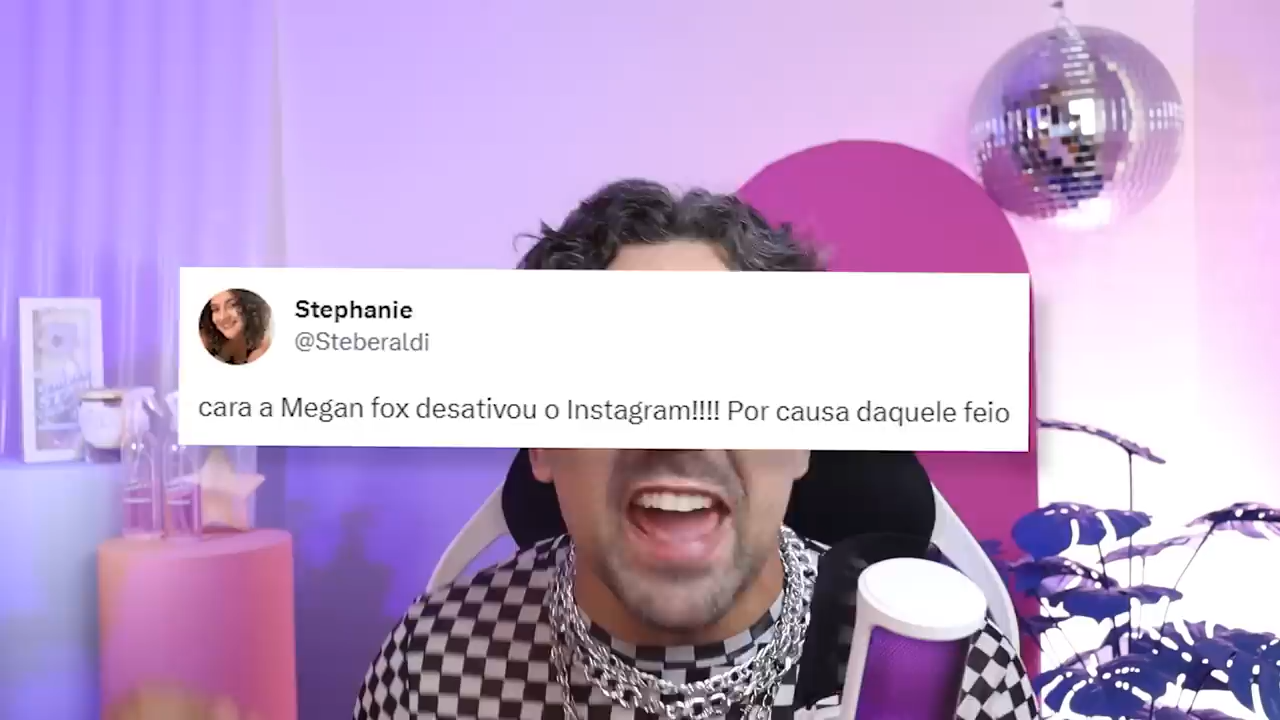 Stephanie
@Steberaldi
cara a Megan fox desativou o Instagram!!!! Por causa daquele feio